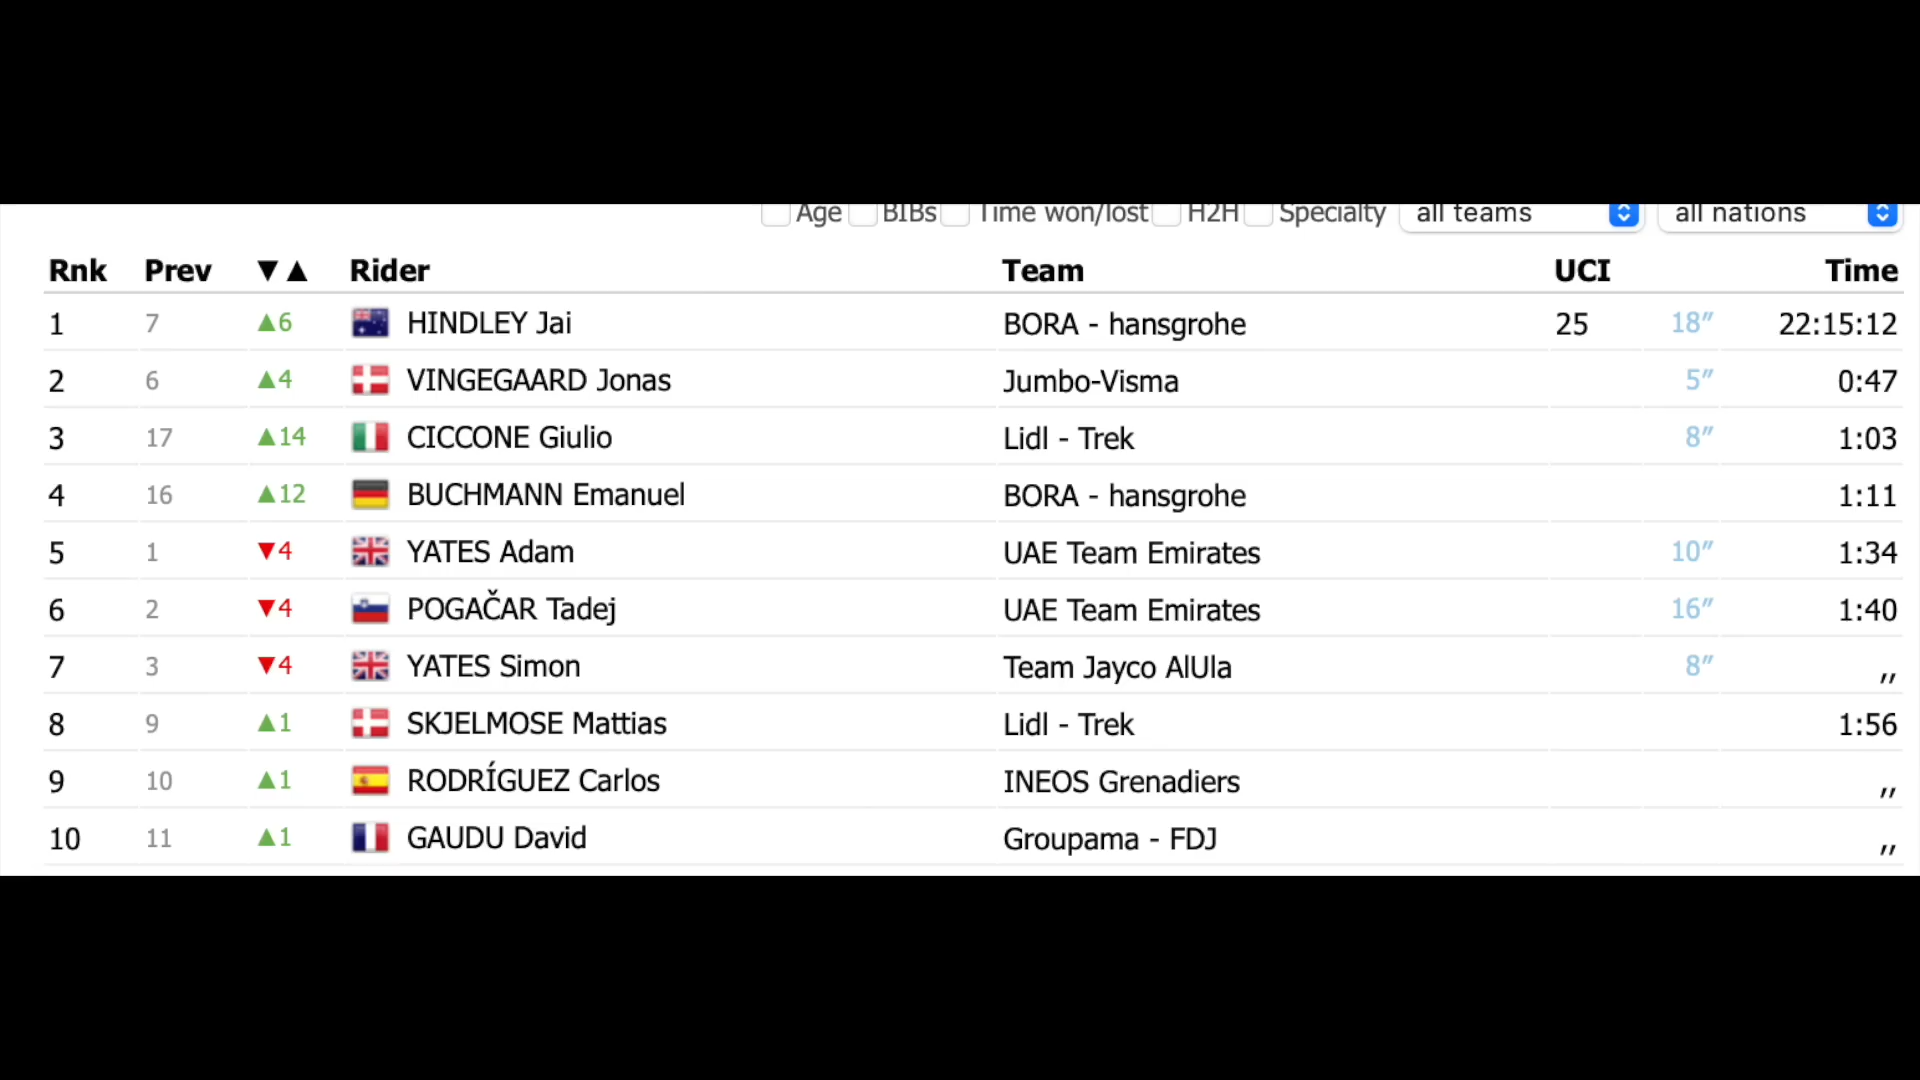 Age BIBs Time won/lost H2H Specialty all teams all nations
Rnk Prev ▼▲ Rider Team UCI Time
1 7 ▲6 HINDLEY Jai BORA - hansgrohe 25 18″ 22:15:12
2 6 ▲4 VINGEGAARD Jonas Jumbo-Visma 5″ 0:47
3 17 ▲14 CICCONE Giulio Lidl - Trek 8″ 1:03
4 16 ▲12 BUCHMANN Emanuel BORA - hansgrohe 1:11
5 1 ▼4 YATES Adam UAE Team Emirates 10″ 1:34
6 2 ▼4 POGAČAR Tadej UAE Team Emirates 16″ 1:40
7 3 ▼4 YATES Simon Team Jayco AlUla 8″ ,,
8 9 ▲1 SKJELMOSE Mattias Lidl - Trek 1:56
9 10 ▲1 RODRÍGUEZ Carlos INEOS Grenadiers ,,
10 11 ▲1 GAUDU David Groupama - FDJ ,,